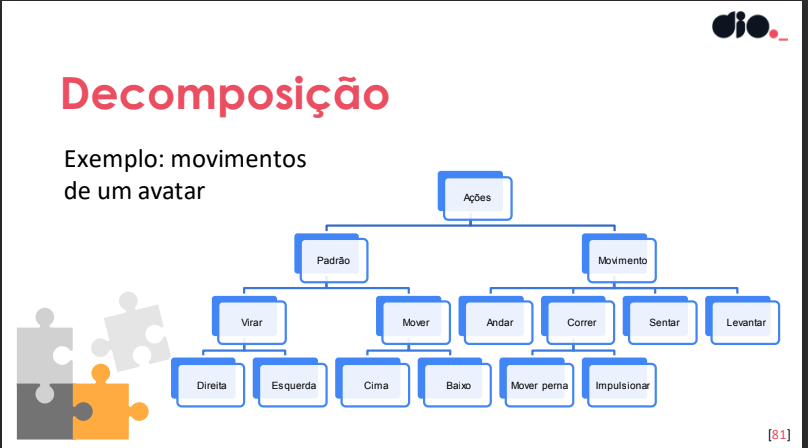 dio._
Decomposição
Exemplo: movimentos
de um avatar
Ações
Padrão
Movimento
Virar
Mover
Andar
Correr
Sentar
Levantar
Direita
Esquerda
Cima
Baixo
Mover perna
Impulsionar
[81]